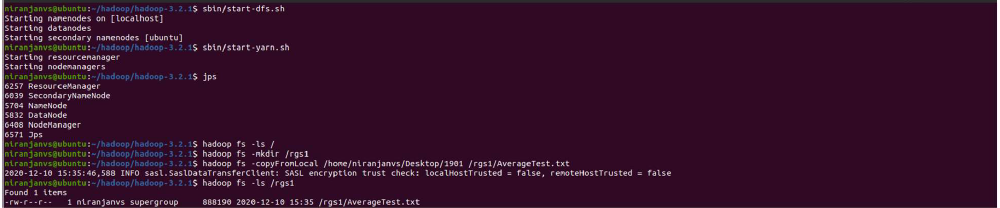 niranjanvs@ubuntu:~/hadoop/hadoop-3.2.1$ sbin/start-dfs.sh
Starting namenodes on [localhost]
Starting datanodes
Starting secondary namenodes [ubuntu]
niranjanvs@ubuntu:~/hadoop/hadoop-3.2.1$ sbin/start-yarn.sh
Starting resourcemanager
Starting nodemanagers
niranjanvs@ubuntu:~/hadoop/hadoop-3.2.1$ jps
6257 ResourceManager
6039 SecondaryNameNode
5704 NameNode
5832 DataNode
6408 NodeManager
6571 Jps
niranjanvs@ubuntu:~/hadoop/hadoop-3.2.1$ hadoop fs -ls /
niranjanvs@ubuntu:~/hadoop/hadoop-3.2.1$ hadoop fs -mkdir /rgs1
niranjanvs@ubuntu:~/hadoop/hadoop-3.2.1$ hadoop fs -copyFromLocal /home/niranjanvs/Desktop/1901 /rgs1/AverageTest.txt
2020-12-10 15:35:46,588 INFO sasl.SaslDataTransferClient: SASL encryption trust check: localHostTrusted = false, remoteHostTrusted = false
niranjanvs@ubuntu:~/hadoop/hadoop-3.2.1$ hadoop fs -ls /rgs1
Found 1 items
-rw-r--r--   1 niranjanvs supergroup     888190 2020-12-10 15:35 /rgs1/AverageTest.txt